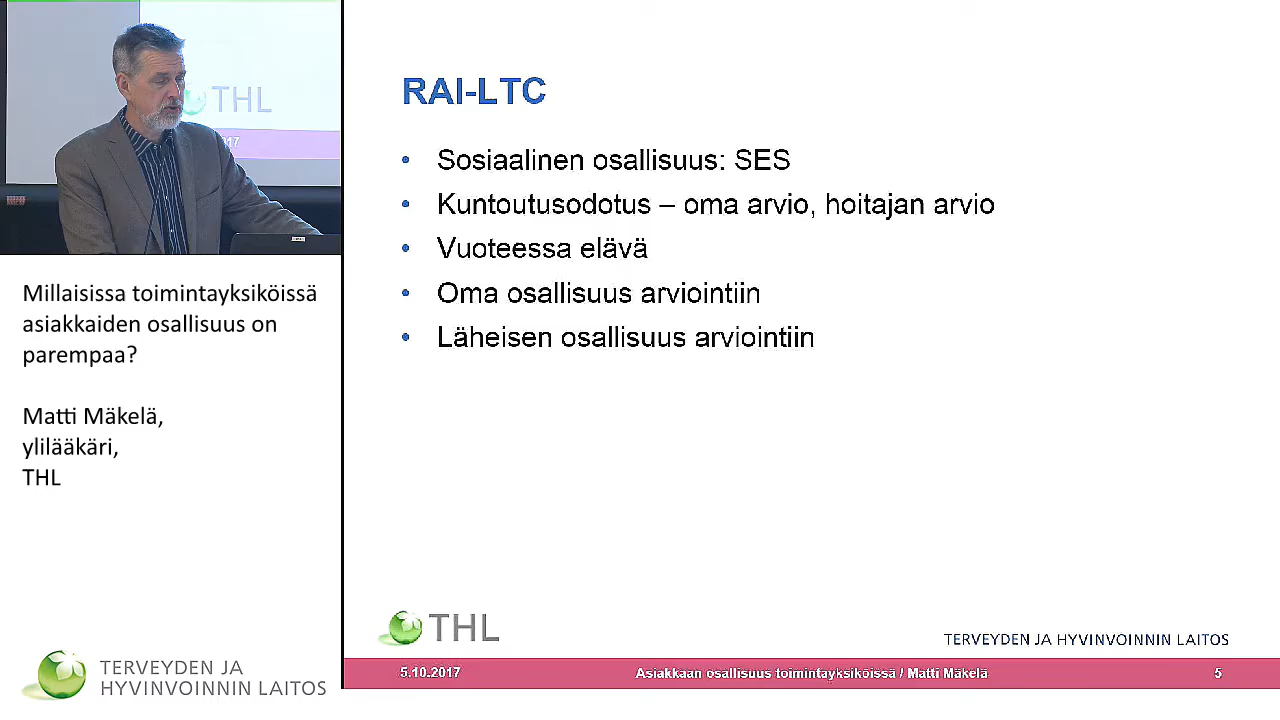 THL
17
Millaisissa toimintayksiköissä
asiakkaiden osallisuus on
parempaa?
Matti Mäkelä,
ylilääkäri,
THL
TERVEYDEN JA
HYVINVOINNIN LAITOS
RAI-LTC
• Sosiaalinen osallisuus: SES
• Kuntoutusodotus – oma arvio, hoitajan arvio
• Vuoteessa elävä
• Oma osallisuus arviointiin
• Läheisen osallisuus arviointiin
THL
TERVEYDEN JA HYVINVOINNIN LAITOS
5.10.2017
Asiakkaan osallisuus toimintayksiköissä / Matti Mäkelä
5